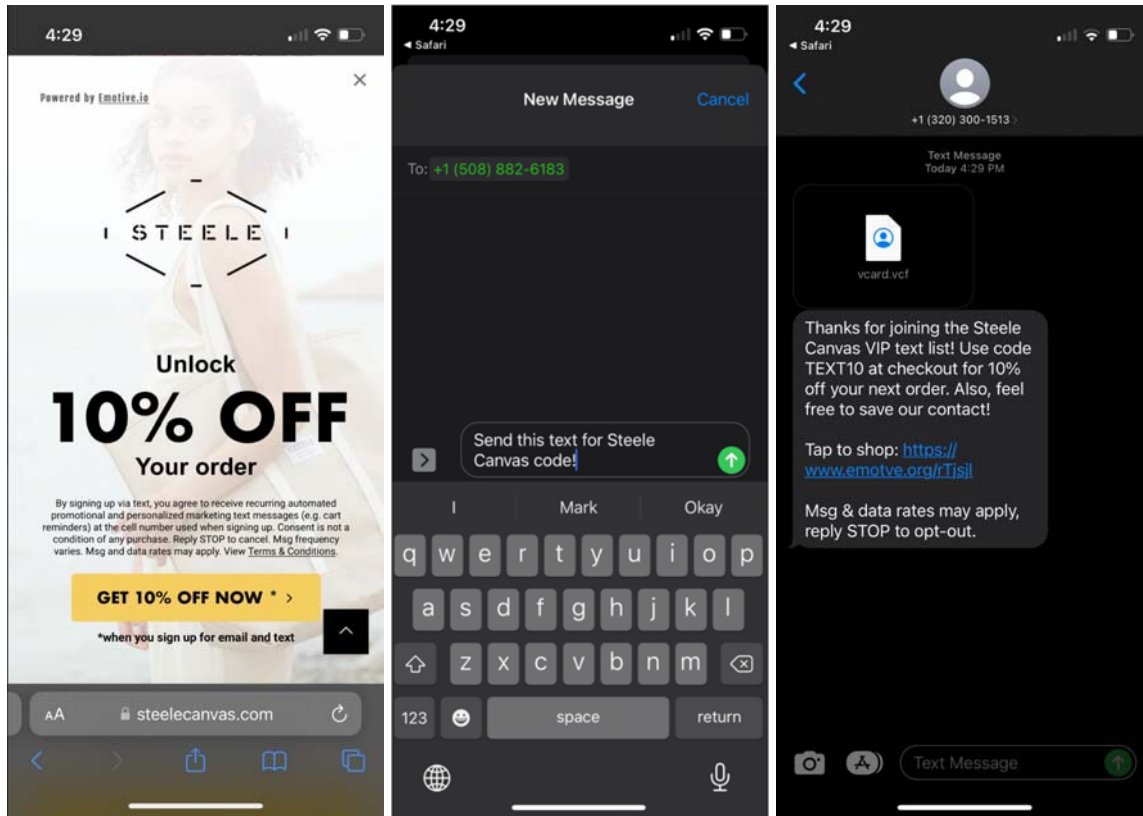 4:29
Powered by Emotive.io
STEELE
Unlock
10% OFF
Your order
By signing up via text, you agree to receive recurring automated
promotional and personalized marketing text messages (e.g. cart
reminders) at the cell number used when signing up. Consent is not a
condition of any purchase. Reply STOP to cancel. Msg frequency
varies. Msg and data rates may apply. View Terms & Conditions.
GET 10% OFF NOW * >
*when you sign up for email and text
AA steelecanvas.com
4:29
Safari
New Message Cancel
To: +1 (508) 882-6183
Send this text for Steele
Canvas code!
I Mark Okay
q w e r t y u i o p
a s d f g h j k l
z x c v b n m
123 space return
4:29
Safari
+1 (320) 300-1513
Text Message
Today 4:29 PM
vcard.vcf
Thanks for joining the Steele
Canvas VIP text list! Use code
TEXT10 at checkout for 10%
off your next order. Also, feel
free to save our contact!
Tap to shop: https://
www.emotve.org/rTjsjl
Msg & data rates may apply,
reply STOP to opt-out.
Text Message